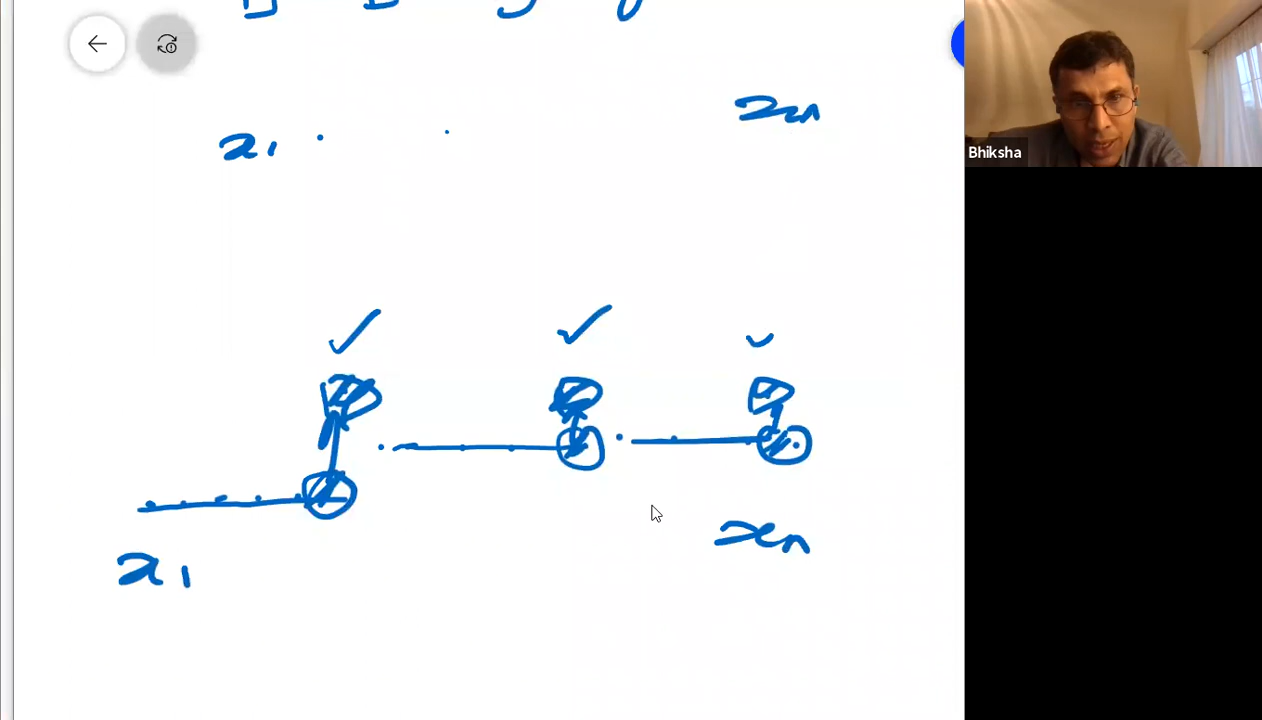 x1 . . xn
Bhiksha
x1 xn